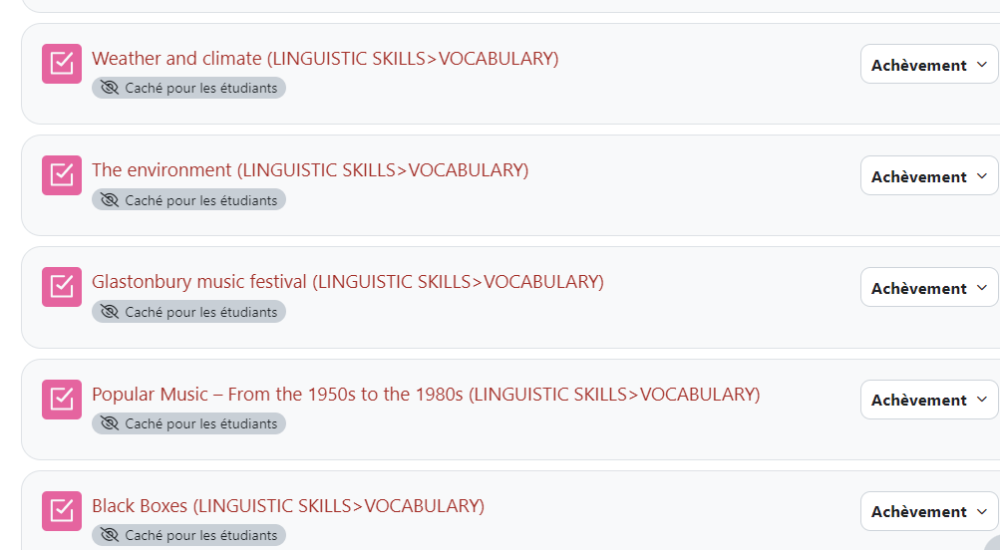 Weather and climate (LINGUISTIC SKILLS>VOCABULARY)
Achèvement
Caché pour les étudiants
The environment (LINGUISTIC SKILLS>VOCABULARY)
Achèvement
Caché pour les étudiants
Glastonbury music festival (LINGUISTIC SKILLS>VOCABULARY)
Achèvement
Caché pour les étudiants
Popular Music – From the 1950s to the 1980s (LINGUISTIC SKILLS>VOCABULARY)
Achèvement
Caché pour les étudiants
Black Boxes (LINGUISTIC SKILLS>VOCABULARY)
Achèvement
Caché pour les étudiants